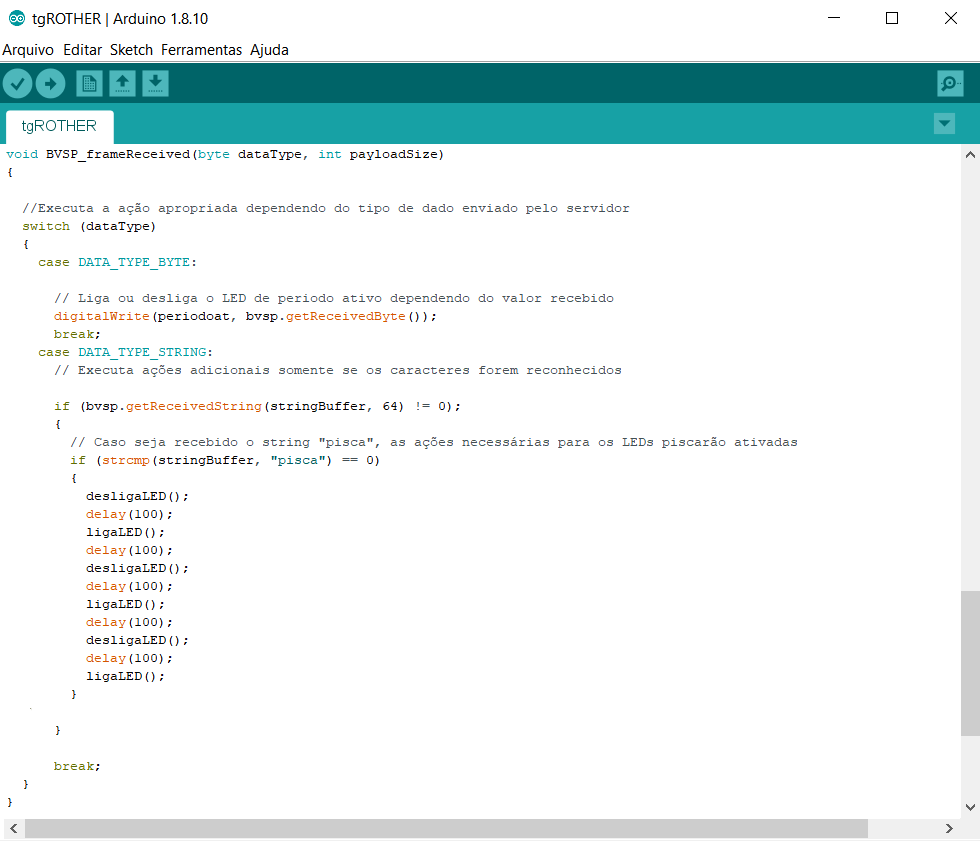 tgROTHER | Arduino 1.8.10
Arquivo Editar Sketch Ferramentas Ajuda
tgROTHER
void BVSP_frameReceived(byte dataType, int payloadSize)
{
//Executa a ação apropriada dependendo do tipo de dado enviado pelo servidor
switch (dataType)
{
case DATA_TYPE_BYTE:
// Liga ou desliga o LED de periodo ativo dependendo do valor recebido
digitalWrite(periodoat, bvsp.getReceivedByte());
break;
case DATA_TYPE_STRING:
// Executa ações adicionais somente se os caracteres forem reconhecidos
if (bvsp.getReceivedString(stringBuffer, 64) != 0);
{
// Caso seja recebido o string "pisca", as ações necessárias para os LEDs piscarão ativadas
if (strcmp(stringBuffer, "pisca") == 0)
{
desligaLED();
delay(100);
ligaLED();
delay(100);
desligaLED();
delay(100);
ligaLED();
delay(100);
desligaLED();
delay(100);
ligaLED();
}
}
break;
}
}